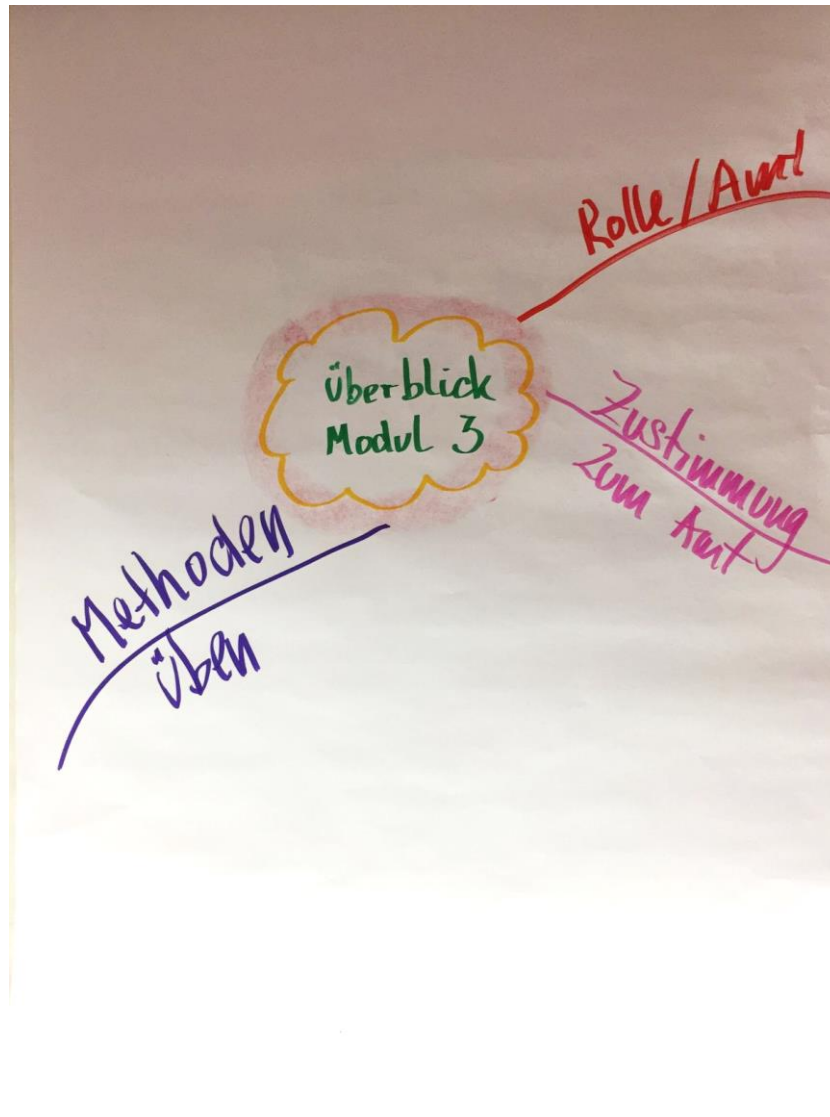 Überblick
Modul 3
Rolle/Amt
Zustimmung
zum Amt
Methoden
üben